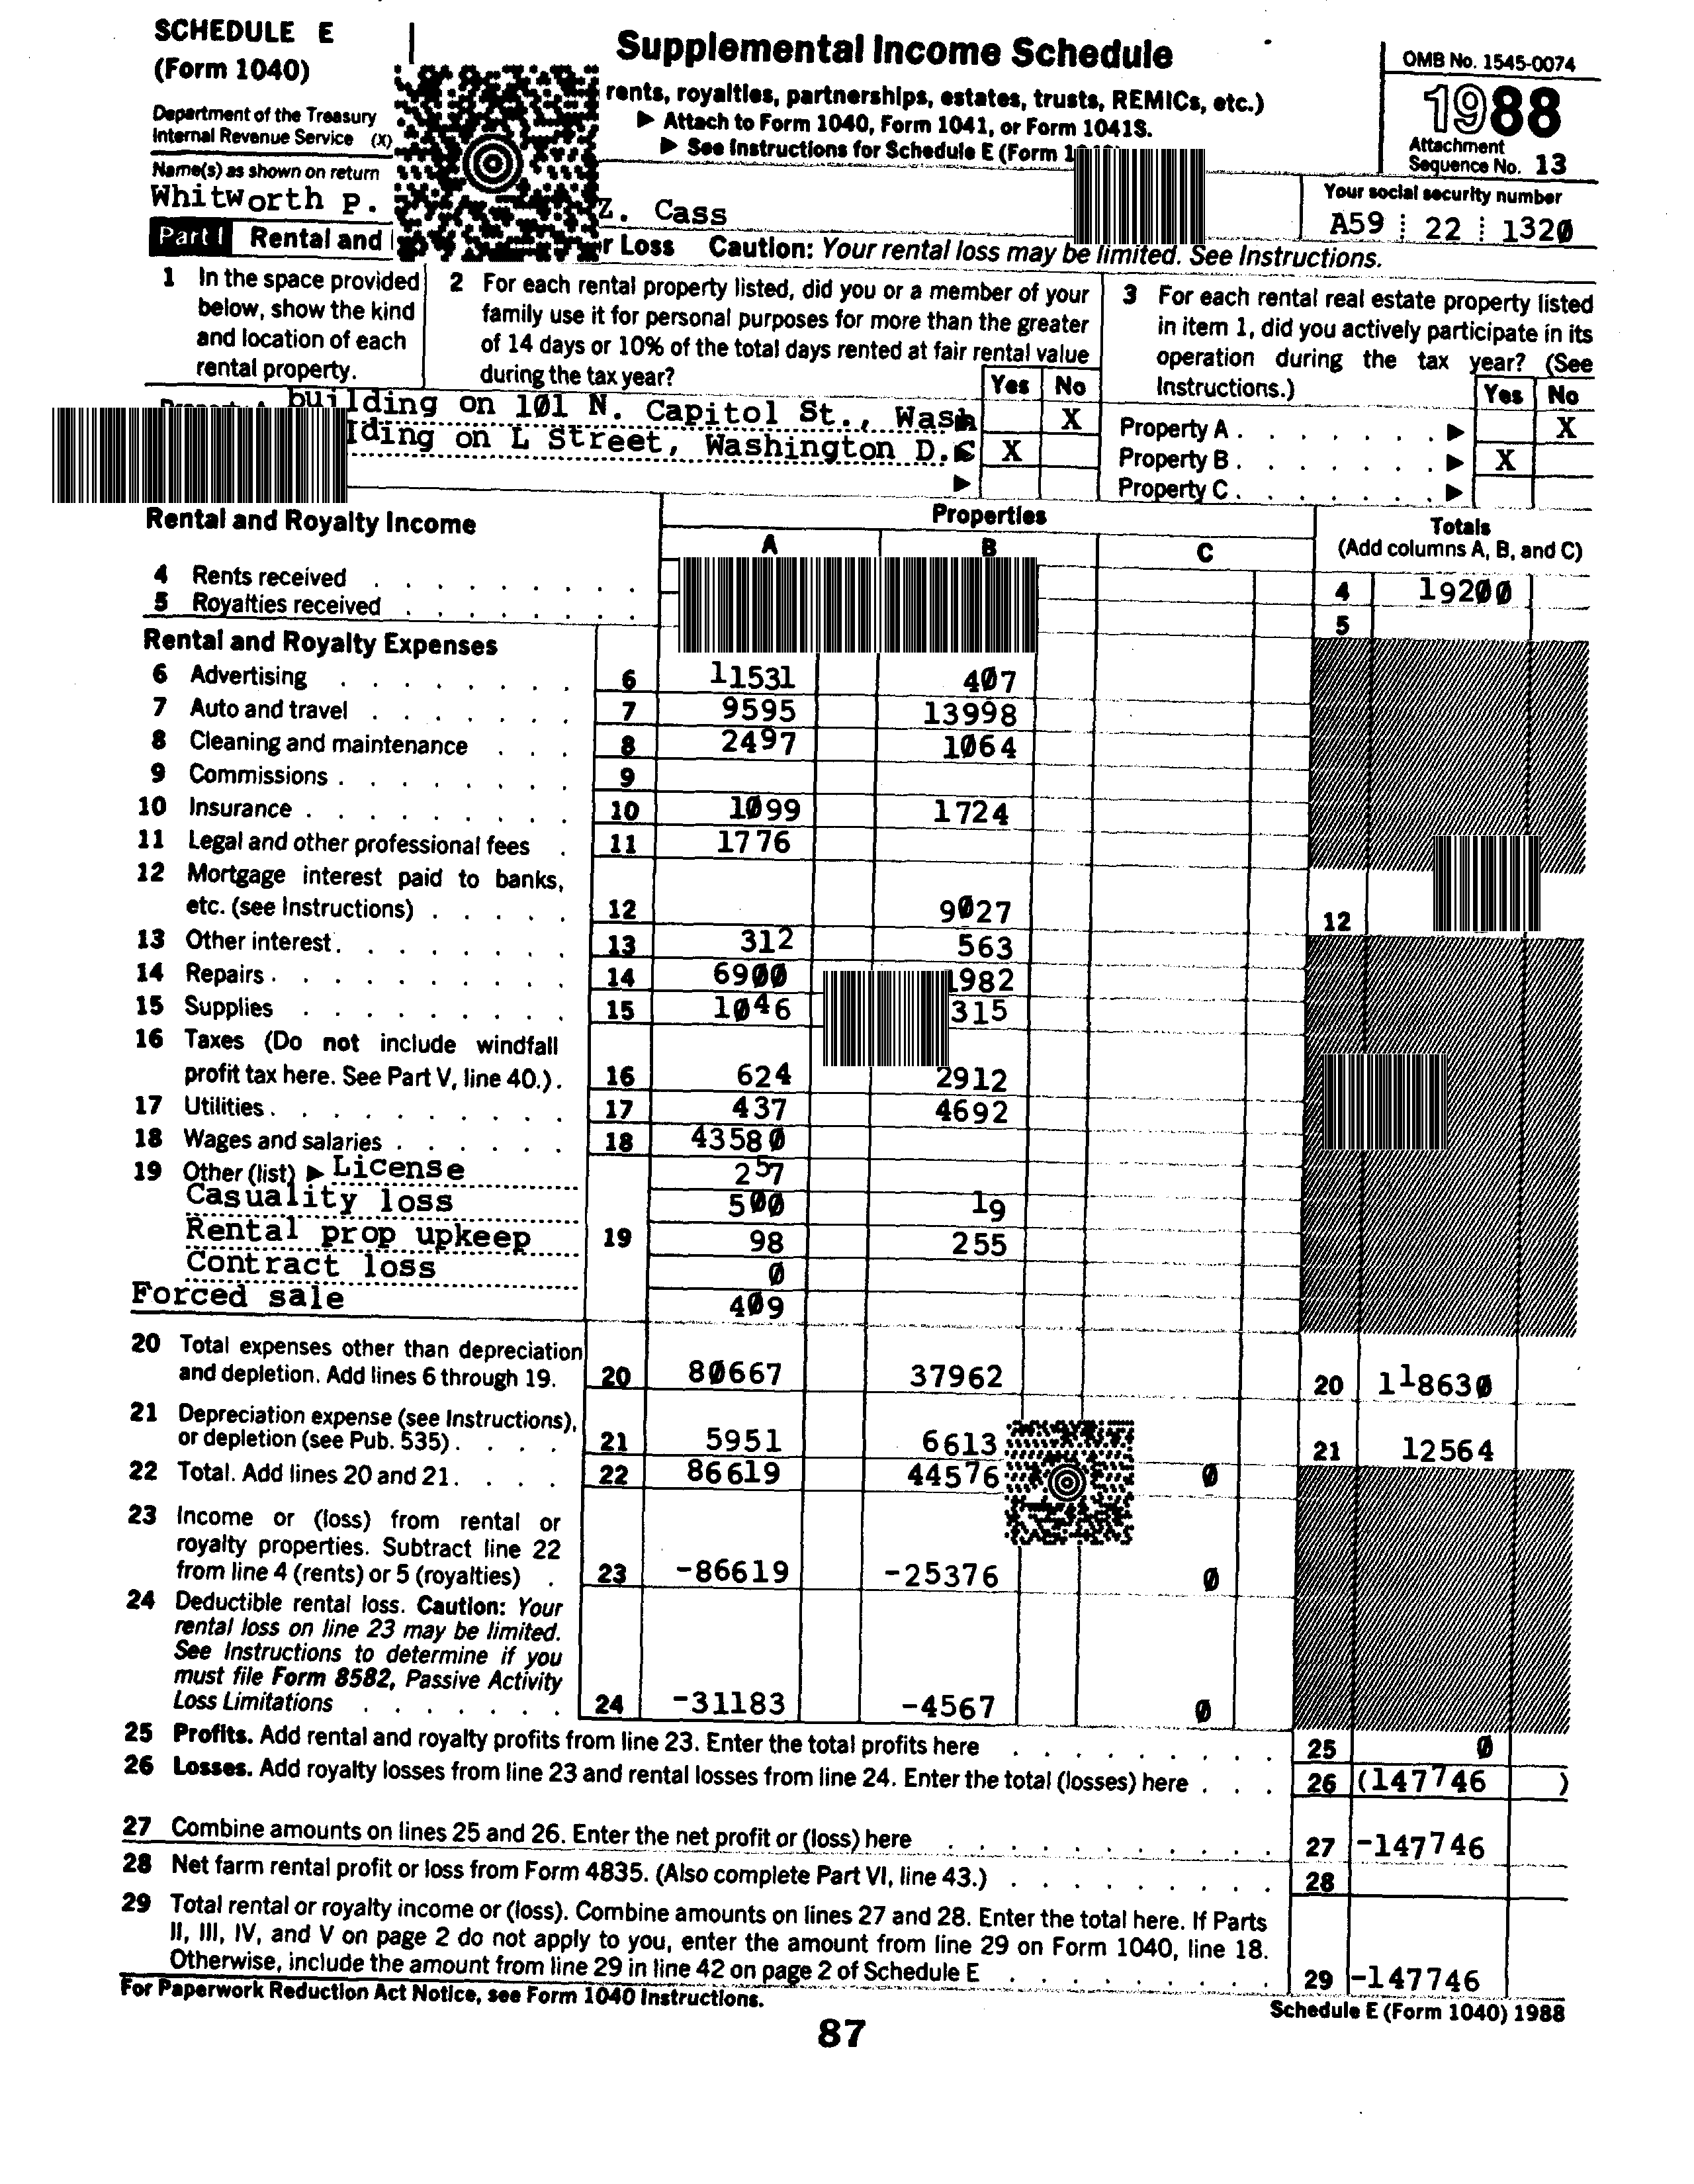 SCHEDULE E
(Form 1040)
Department of the Treasury
Internal Revenue Service (X)
Supplemental Income Schedule
rents, royalties, partnerships, estates, trusts, REMICs, etc.)
▶ Attach to Form 1040, Form 1041, or Form 1041S.
▶ See Instructions for Schedule E (Form
OMB No. 1545-0074
1988
Attachment
Sequence No. 13
Name(s) as shown on return
Whitworth P. Z. Cass
Your social security number
A59 22 1320
Part I Rental and r Loss Caution: Your rental loss may be limited. See Instructions.
1 In the space provided below, show the kind and location of each rental property.
2 For each rental property listed, did you or a member of your family use it for personal purposes for more than the greater of 14 days or 10% of the total days rented at fair rental value during the tax year?
Yes No
3 For each rental real estate property listed in item 1, did you actively participate in its operation during the tax year? (See Instructions.)
Yes No
building on 101 N. Capitol St., Wash X
Property A . . . . . . . ▶ X
lding on L Street, Washington D.C X
Property B . . . . . . . ▶ X
▶
Property C . . . . . . . ▶
Rental and Royalty Income
Properties
A B C
Totals
(Add columns A, B, and C)
4 Rents received 4 19200
5 Royalties received 5
Rental and Royalty Expenses
6 Advertising 6 11531 407
7 Auto and travel 7 9595 13998
8 Cleaning and maintenance 8 2497 1064
9 Commissions 9
10 Insurance 10 1099 1724
11 Legal and other professional fees 11 1776
12 Mortgage interest paid to banks,
etc. (see Instructions) 12 9027 12
13 Other interest 13 312 563
14 Repairs 14 6900 1982
15 Supplies 15 1046 315
16 Taxes (Do not include windfall
profit tax here. See Part V, line 40.) . 16 624 2912
17 Utilities 17 437 4692
18 Wages and salaries 18 43580
19 Other (list) ▶ License 257
Casuality loss 500 19
Rental prop upkeep 19 98 255
Contract loss 0
Forced sale 409
20 Total expenses other than depreciation
and depletion. Add lines 6 through 19. 20 80667 37962 20 118630
21 Depreciation expense (see Instructions),
or depletion (see Pub. 535) 21 5951 6613 21 12564
22 Total. Add lines 20 and 21 22 86619 44576 0
23 Income or (loss) from rental or
royalty properties. Subtract line 22
from line 4 (rents) or 5 (royalties) 23 -86619 -25376 0
24 Deductible rental loss. Caution: Your
rental loss on line 23 may be limited.
See Instructions to determine if you
must file Form 8582, Passive Activity
Loss Limitations 24 -31183 -4567 0
25 Profits. Add rental and royalty profits from line 23. Enter the total profits here 25 0
26 Losses. Add royalty losses from line 23 and rental losses from line 24. Enter the total (losses) here 26 (147746 )
27 Combine amounts on lines 25 and 26. Enter the net profit or (loss) here 27 -147746
28 Net farm rental profit or loss from Form 4835. (Also complete Part VI, line 43.) 28
29 Total rental or royalty income or (loss). Combine amounts on lines 27 and 28. Enter the total here. If Parts
II, III, IV, and V on page 2 do not apply to you, enter the amount from line 29 on Form 1040, line 18.
Otherwise, include the amount from line 29 in line 42 on page 2 of Schedule E 29 -147746
For Paperwork Reduction Act Notice, see Form 1040 Instructions.
Schedule E (Form 1040) 1988
87